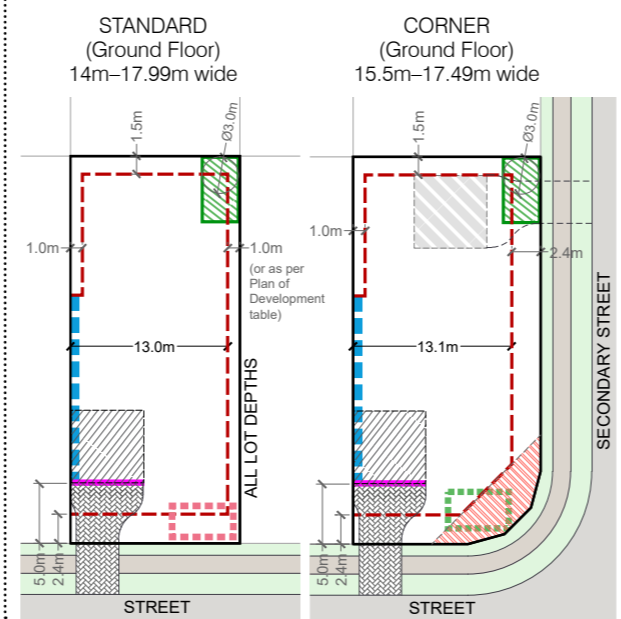 STANDARD
(Ground Floor)
14m–17.99m wide
1.5m
Ø3.0m
1.0m
1.0m
(or as per
Plan of
Development
table)
13.0m
ALL LOT DEPTHS
5.0m
2.4m
STREET
CORNER
(Ground Floor)
15.5m–17.49m wide
1.5m
Ø3.0m
1.0m
2.4m
13.1m
SECONDARY STREET
5.0m
2.4m
STREET